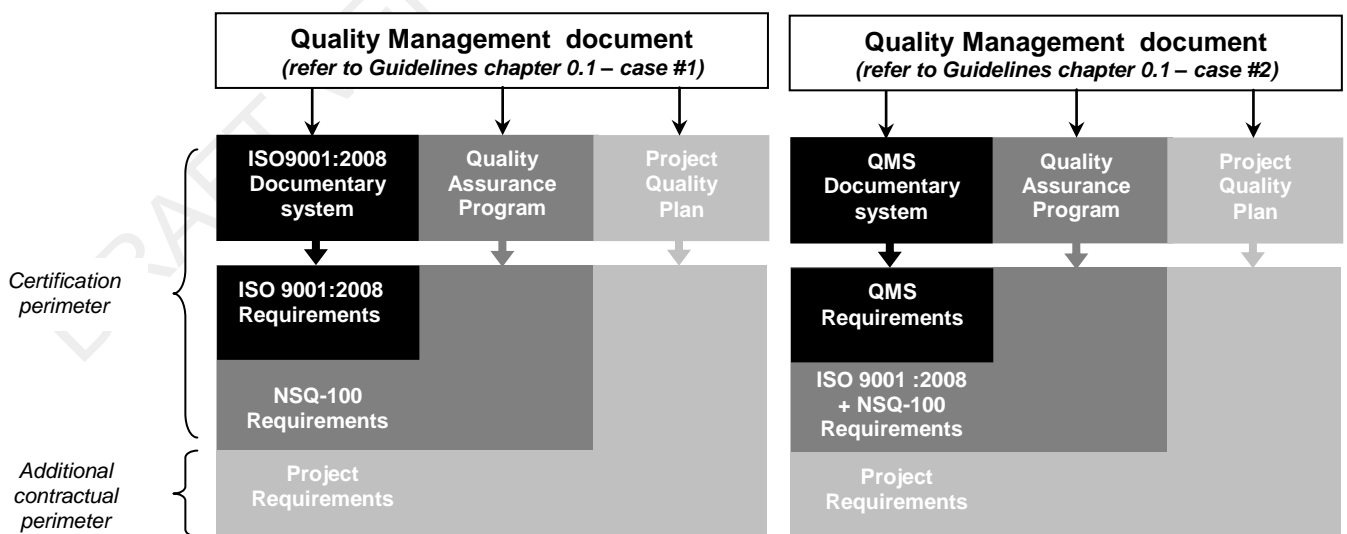 Quality Management document
(refer to Guidelines chapter 0.1 – case #1)
ISO9001:2008
Documentary
system
Quality
Assurance
Program
Project
Quality
Plan
ISO 9001:2008
Requirements
NSQ-100
Requirements
Project
Requirements
Certification
perimeter
Additional
contractual
perimeter
Quality Management document
(refer to Guidelines chapter 0.1 – case #2)
QMS
Documentary
system
Quality
Assurance
Program
Project
Quality
Plan
QMS
Requirements
ISO 9001 :2008
+ NSQ-100
Requirements
Project
Requirements
DRAFT